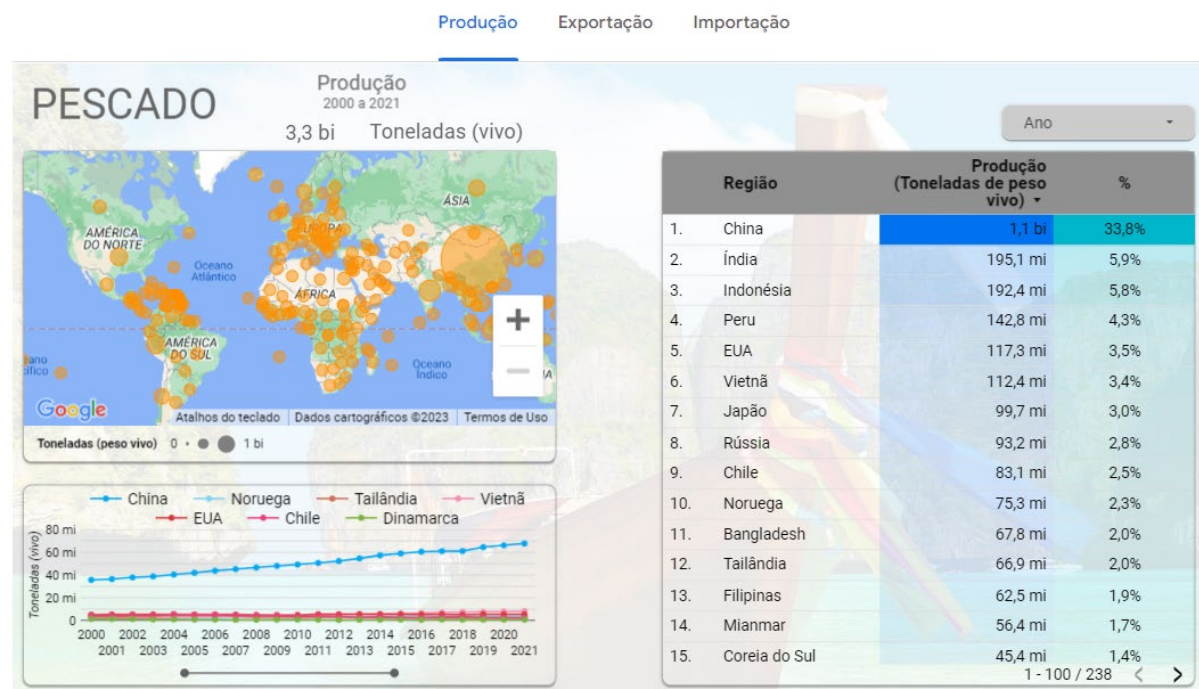 Produção Exportação Importação
PESCADO
Produção
2000 a 2021
3,3 bi Toneladas (vivo)
Ano
ÁSIA
AMÉRICA
DO NORTE
EUROPA
Oceano
Atlântico
ÁFRICA
AMÉRICA
DO SUL
Oceano
Índico
+
Google
Atalhos do teclado Dados cartográficos ©2023 Termos de Uso
Toneladas (peso vivo) 0 1 bi
China Noruega Tailândia Vietnã
EUA Chile Dinamarca
Toneladas (vivo)
80 mi
60 mi
40 mi
20 mi
0
2000 2002 2004 2006 2008 2010 2012 2014 2016 2018 2020
2001 2003 2005 2007 2009 2011 2013 2015 2017 2019 2021
Região Produção (Toneladas de peso vivo) %
1. China 1,1 bi 33,8%
2. Índia 195,1 mi 5,9%
3. Indonésia 192,4 mi 5,8%
4. Peru 142,8 mi 4,3%
5. EUA 117,3 mi 3,5%
6. Vietnã 112,4 mi 3,4%
7. Japão 99,7 mi 3,0%
8. Rússia 93,2 mi 2,8%
9. Chile 83,1 mi 2,5%
10. Noruega 75,3 mi 2,3%
11. Bangladesh 67,8 mi 2,0%
12. Tailândia 66,9 mi 2,0%
13. Filipinas 62,5 mi 1,9%
14. Mianmar 56,4 mi 1,7%
15. Coreia do Sul 45,4 mi 1,4%
1 - 100 / 238 < >